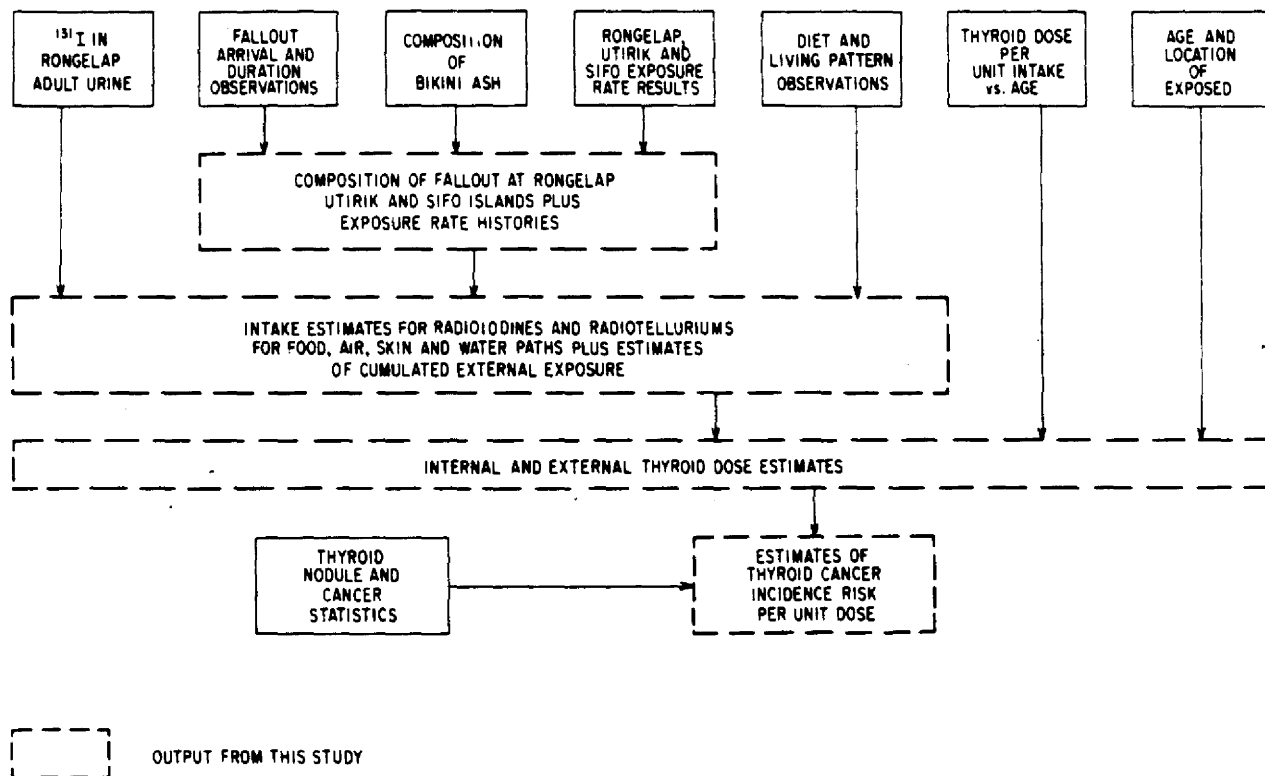 ¹³¹I IN
RONGELAP
ADULT URINE
FALLOUT
ARRIVAL AND
DURATION
OBSERVATIONS
COMPOSITION
OF
BIKINI ASH
RONGELAP,
UTIRIK AND
SIFO EXPOSURE
RATE RESULTS
DIET AND
LIVING PATTERN
OBSERVATIONS
THYROID DOSE
PER
UNIT INTAKE
vs. AGE
AGE AND
LOCATION
OF
EXPOSED
COMPOSITION OF FALLOUT AT RONGELAP
UTIRIK AND SIFO ISLANDS PLUS
EXPOSURE RATE HISTORIES
INTAKE ESTIMATES FOR RADIOIODINES AND RADIOTELLURIUMS
FOR FOOD, AIR, SKIN AND WATER PATHS PLUS ESTIMATES
OF CUMULATED EXTERNAL EXPOSURE
INTERNAL AND EXTERNAL THYROID DOSE ESTIMATES
THYROID
NODULE AND
CANCER
STATISTICS
ESTIMATES OF
THYROID CANCER
INCIDENCE RISK
PER UNIT DOSE
OUTPUT FROM THIS STUDY